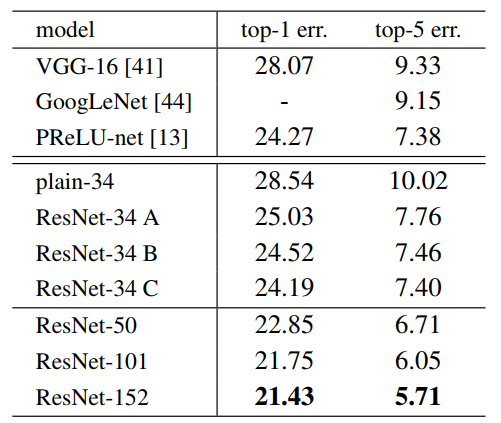 model top-1 err. top-5 err.
VGG-16 [41] 28.07 9.33
GoogLeNet [44] - 9.15
PReLU-net [13] 24.27 7.38
plain-34 28.54 10.02
ResNet-34 A 25.03 7.76
ResNet-34 B 24.52 7.46
ResNet-34 C 24.19 7.40
ResNet-50 22.85 6.71
ResNet-101 21.75 6.05
ResNet-152 21.43 5.71